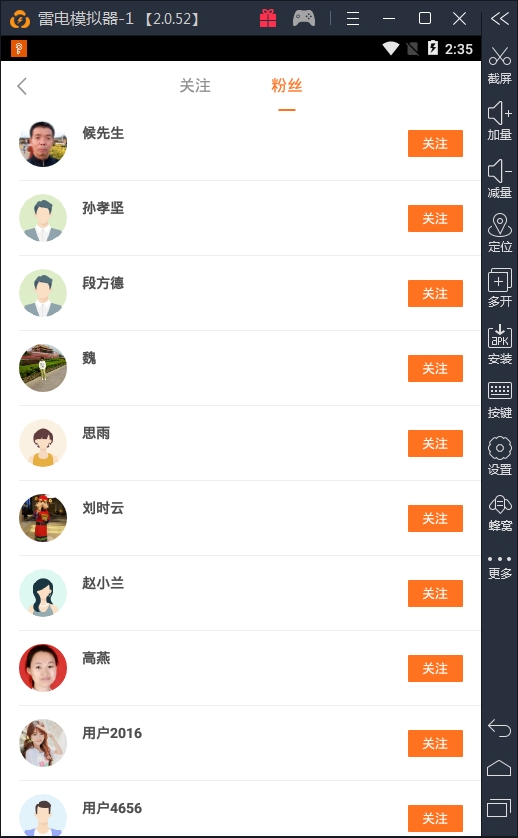 雷电模拟器-1 【2.0.52】
2:35
关注 粉丝
候先生
关注
孙孝坚
关注
段方德
关注
魏
关注
思雨
关注
刘时云
关注
赵小兰
关注
高燕
关注
用户2016
关注
用户4656
关注
截屏
加量
减量
定位
多开
APK
安装
按键
设置
蜂窝
更多